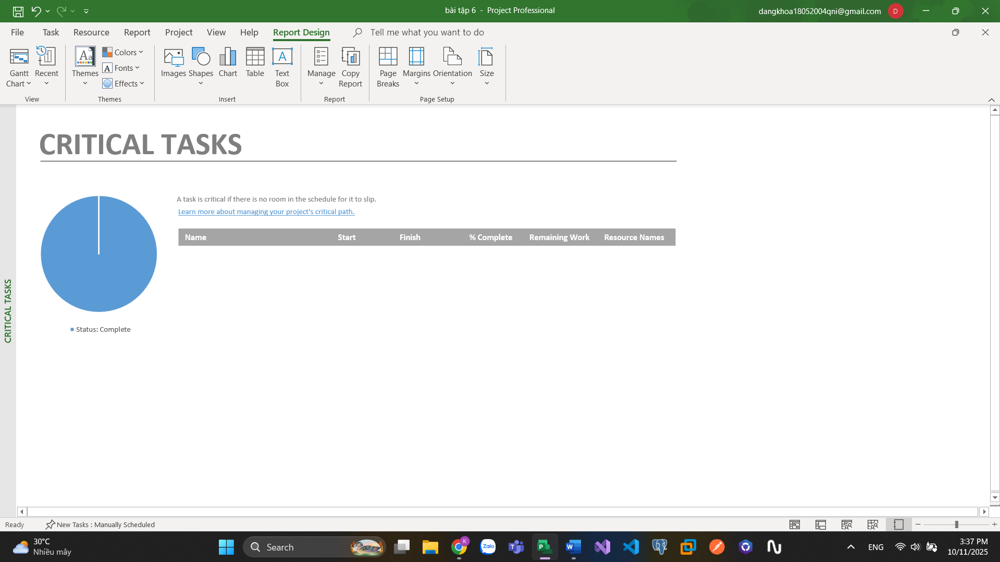 bài tập 6 - Project Professional
dangkhoa18052004qni@gmail.com
D
File Task Resource Report Project View Help Report Design Tell me what you want to do
Gantt Chart
Recent
View
Themes
Colors
Fonts
Effects
Themes
Images
Shapes
Chart
Table
Text Box
Insert
Manage
Copy Report
Report
Page Breaks
Margins
Orientation
Size
Page Setup
CRITICAL TASKS
CRITICAL TASKS
A task is critical if there is no room in the schedule for it to slip.
Learn more about managing your project's critical path.
Name Start Finish % Complete Remaining Work Resource Names
Status: Complete
Ready New Tasks : Manually Scheduled
30°C
Nhiều mây
Search
K
Zalo
ENG
3:37 PM
10/11/2025